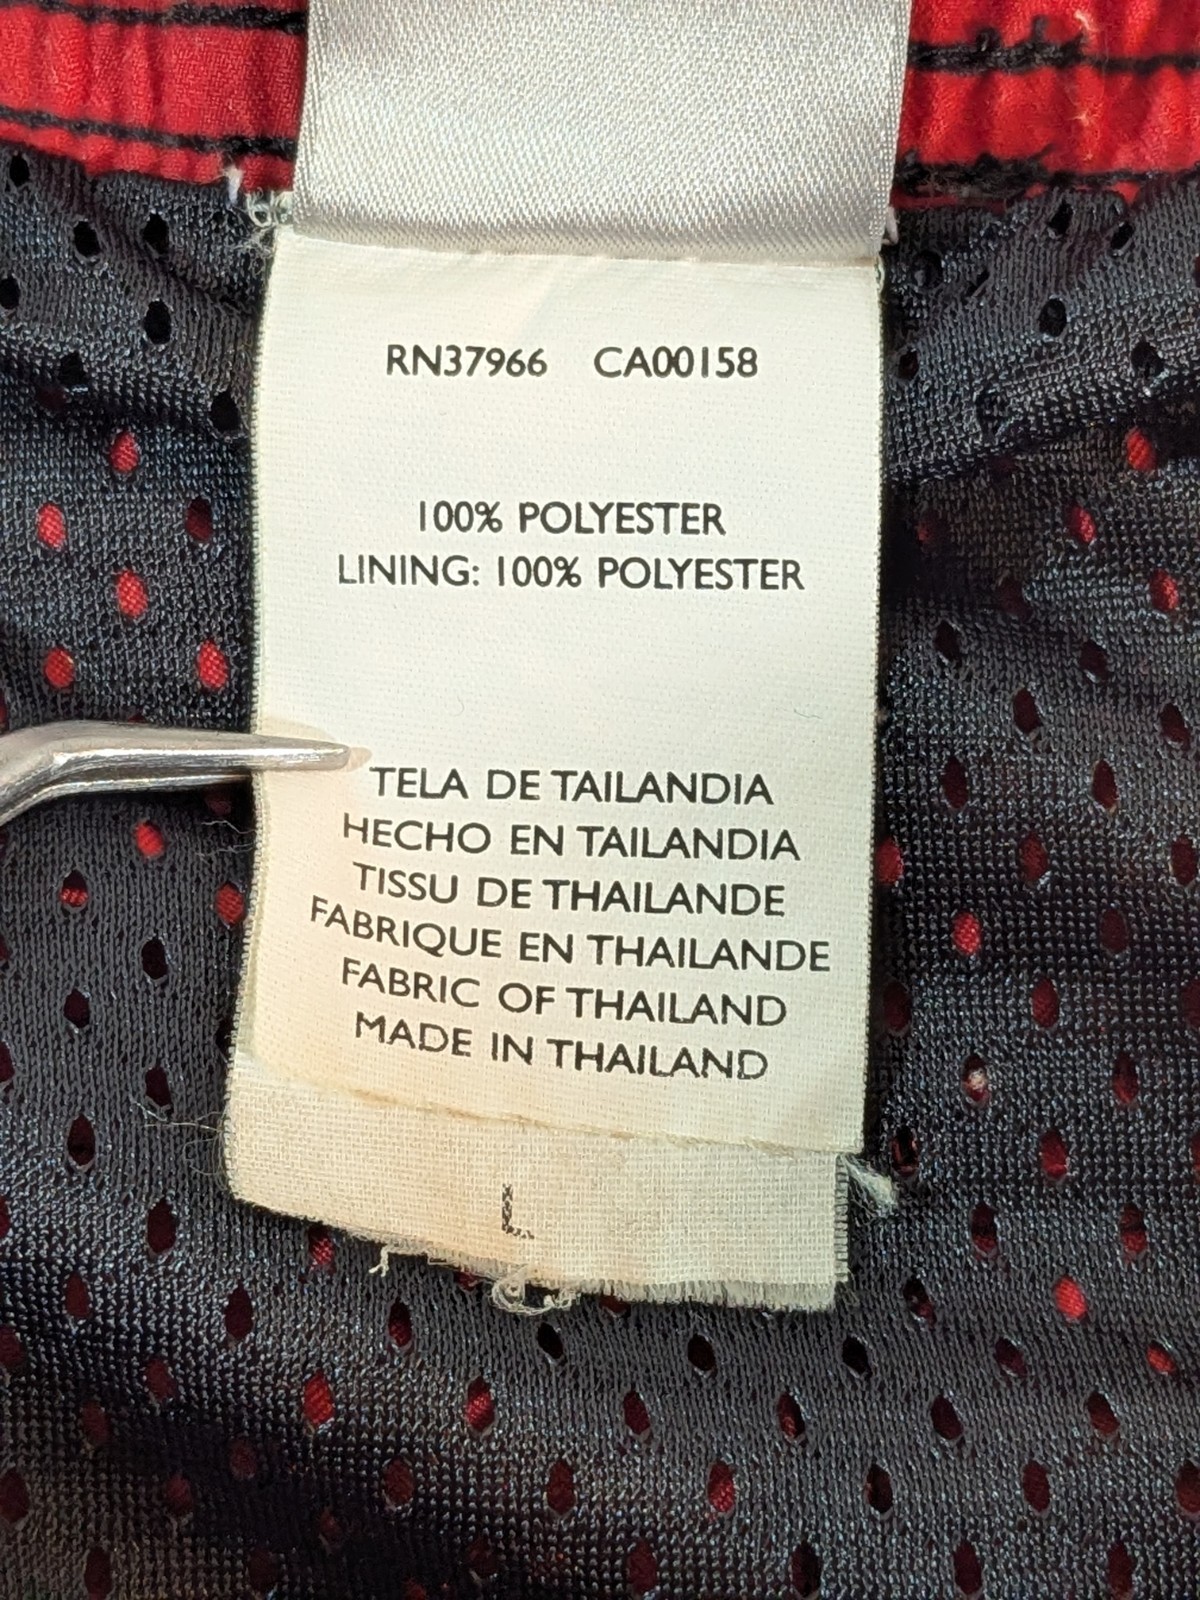 RN37966 CA00158
100% POLYESTER
LINING: 100% POLYESTER
TELA DE TAILANDIA
HECHO EN TAILANDIA
TISSU DE THAILANDE
FABRIQUE EN THAILANDE
FABRIC OF THAILAND
MADE IN THAILAND
L